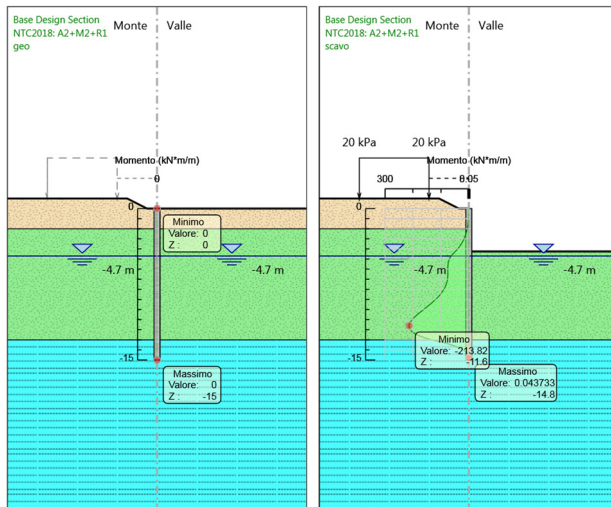 Base Design Section
NTC2018: A2+M2+R1
geo
Monte
Valle
Momento (kN*m/m)
0
0
Minimo
Valore: 0
Z : 0
-4.7 m
-4.7 m
-15
Massimo
Valore: 0
Z : -15
Base Design Section
NTC2018: A2+M2+R1
scavo
Monte
Valle
20 kPa
20 kPa
Momento (kN*m/m)
300
0.05
0
-4.7 m
-4.7 m
-15
Minimo
Valore: -213.82
Z : -11.6
Massimo
Valore: 0.043733
Z : -14.8